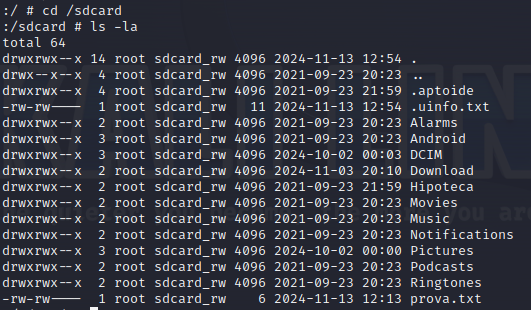 :/ # cd /sdcard
:/sdcard # ls -la
total 64
drwxrwx--x 14 root sdcard_rw 4096 2024-11-13 12:54 .
drwx--x--x 4 root sdcard_rw 4096 2021-09-23 20:23 ..
drwxrwx--x 4 root sdcard_rw 4096 2021-09-23 21:59 .aptoide
-rw-rw---- 1 root sdcard_rw 11 2024-11-13 12:54 .uinfo.txt
drwxrwx--x 2 root sdcard_rw 4096 2021-09-23 20:23 Alarms
drwxrwx--x 3 root sdcard_rw 4096 2021-09-23 20:23 Android
drwxrwx--x 3 root sdcard_rw 4096 2024-10-02 00:03 DCIM
drwxrwx--x 2 root sdcard_rw 4096 2024-11-03 20:10 Download
drwxrwx--x 2 root sdcard_rw 4096 2021-09-23 21:59 Hipoteca
drwxrwx--x 2 root sdcard_rw 4096 2021-09-23 20:23 Movies
drwxrwx--x 2 root sdcard_rw 4096 2021-09-23 20:23 Music
drwxrwx--x 2 root sdcard_rw 4096 2021-09-23 20:23 Notifications
drwxrwx--x 3 root sdcard_rw 4096 2024-10-02 00:00 Pictures
drwxrwx--x 2 root sdcard_rw 4096 2021-09-23 20:23 Podcasts
drwxrwx--x 2 root sdcard_rw 4096 2021-09-23 20:23 Ringtones
-rw-rw---- 1 root sdcard_rw 6 2024-11-13 12:13 prova.txt